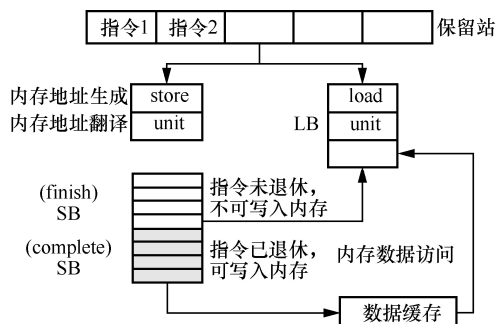 指令1 指令2 保留站
内存地址生成 store load
内存地址翻译 unit LB unit
(finish) 指令未退休，
SB 不可写入内存
(complete) 指令已退休， 内存数据访问
SB 可写入内存
数据缓存